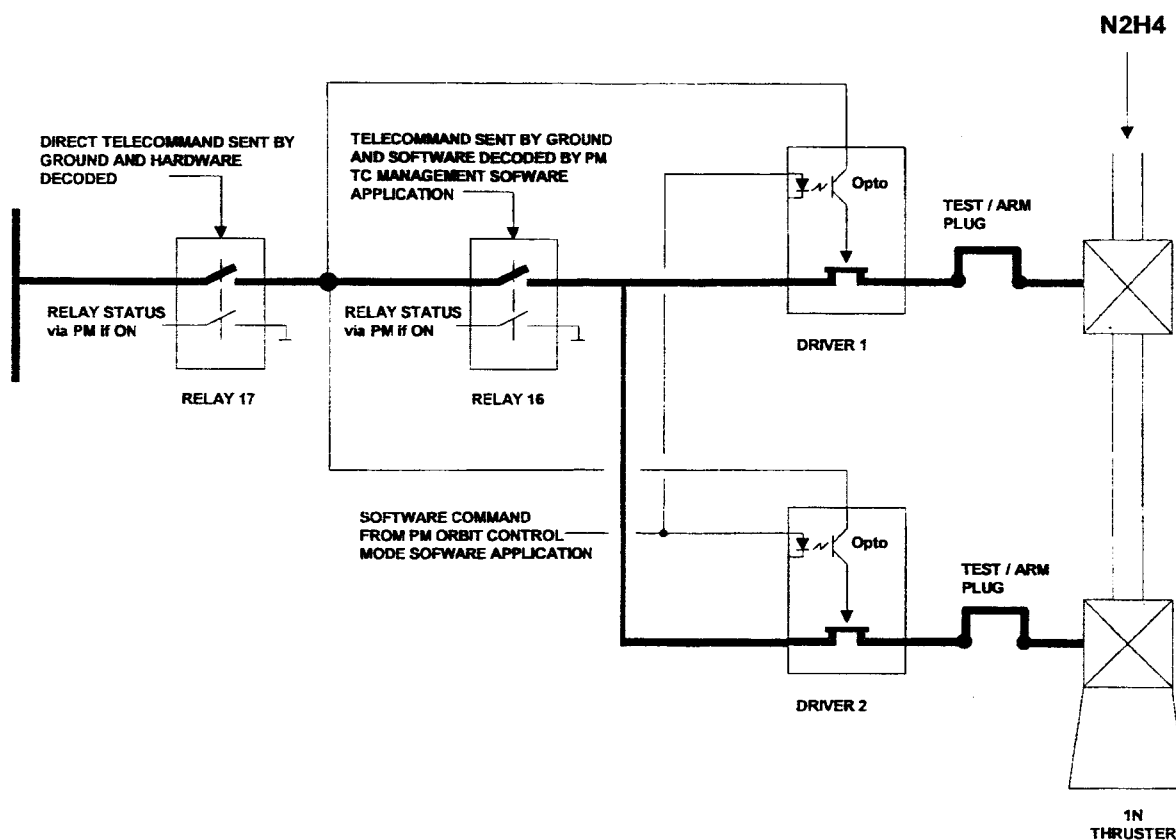 N2H4
DIRECT TELECOMMAND SENT BY
GROUND AND HARDWARE
DECODED
TELECOMMAND SENT BY GROUND
AND SOFTWARE DECODED BY PM
TC MANAGEMENT SOFWARE
APPLICATION
Opto
TEST / ARM
PLUG
RELAY STATUS
via PM if ON
RELAY STATUS
via PM if ON
DRIVER 1
RELAY 17
RELAY 16
SOFTWARE COMMAND
FROM PM ORBIT CONTROL
MODE SOFWARE APPLICATION
Opto
TEST / ARM
PLUG
DRIVER 2
1N
THRUSTER